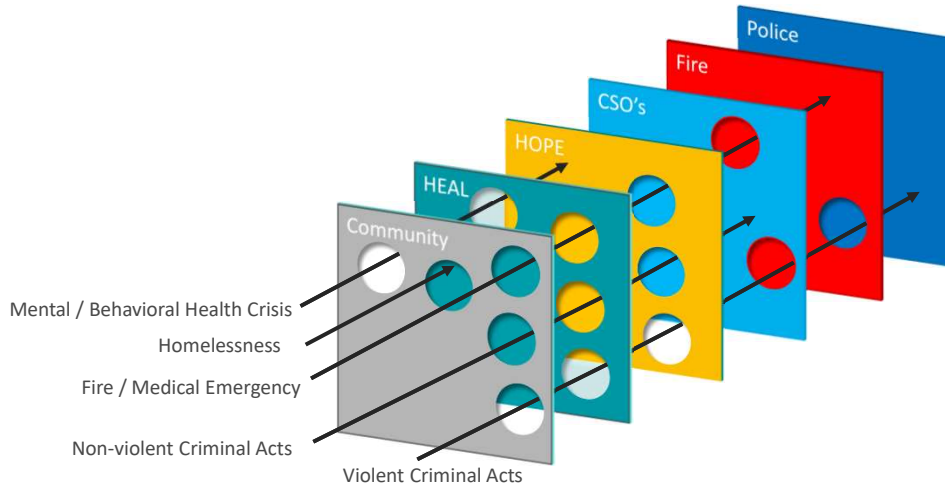 Police
Fire
CSO's
HOPE
HEAL
Community
Mental / Behavioral Health Crisis
Homelessness
Fire / Medical Emergency
Non-violent Criminal Acts
Violent Criminal Acts